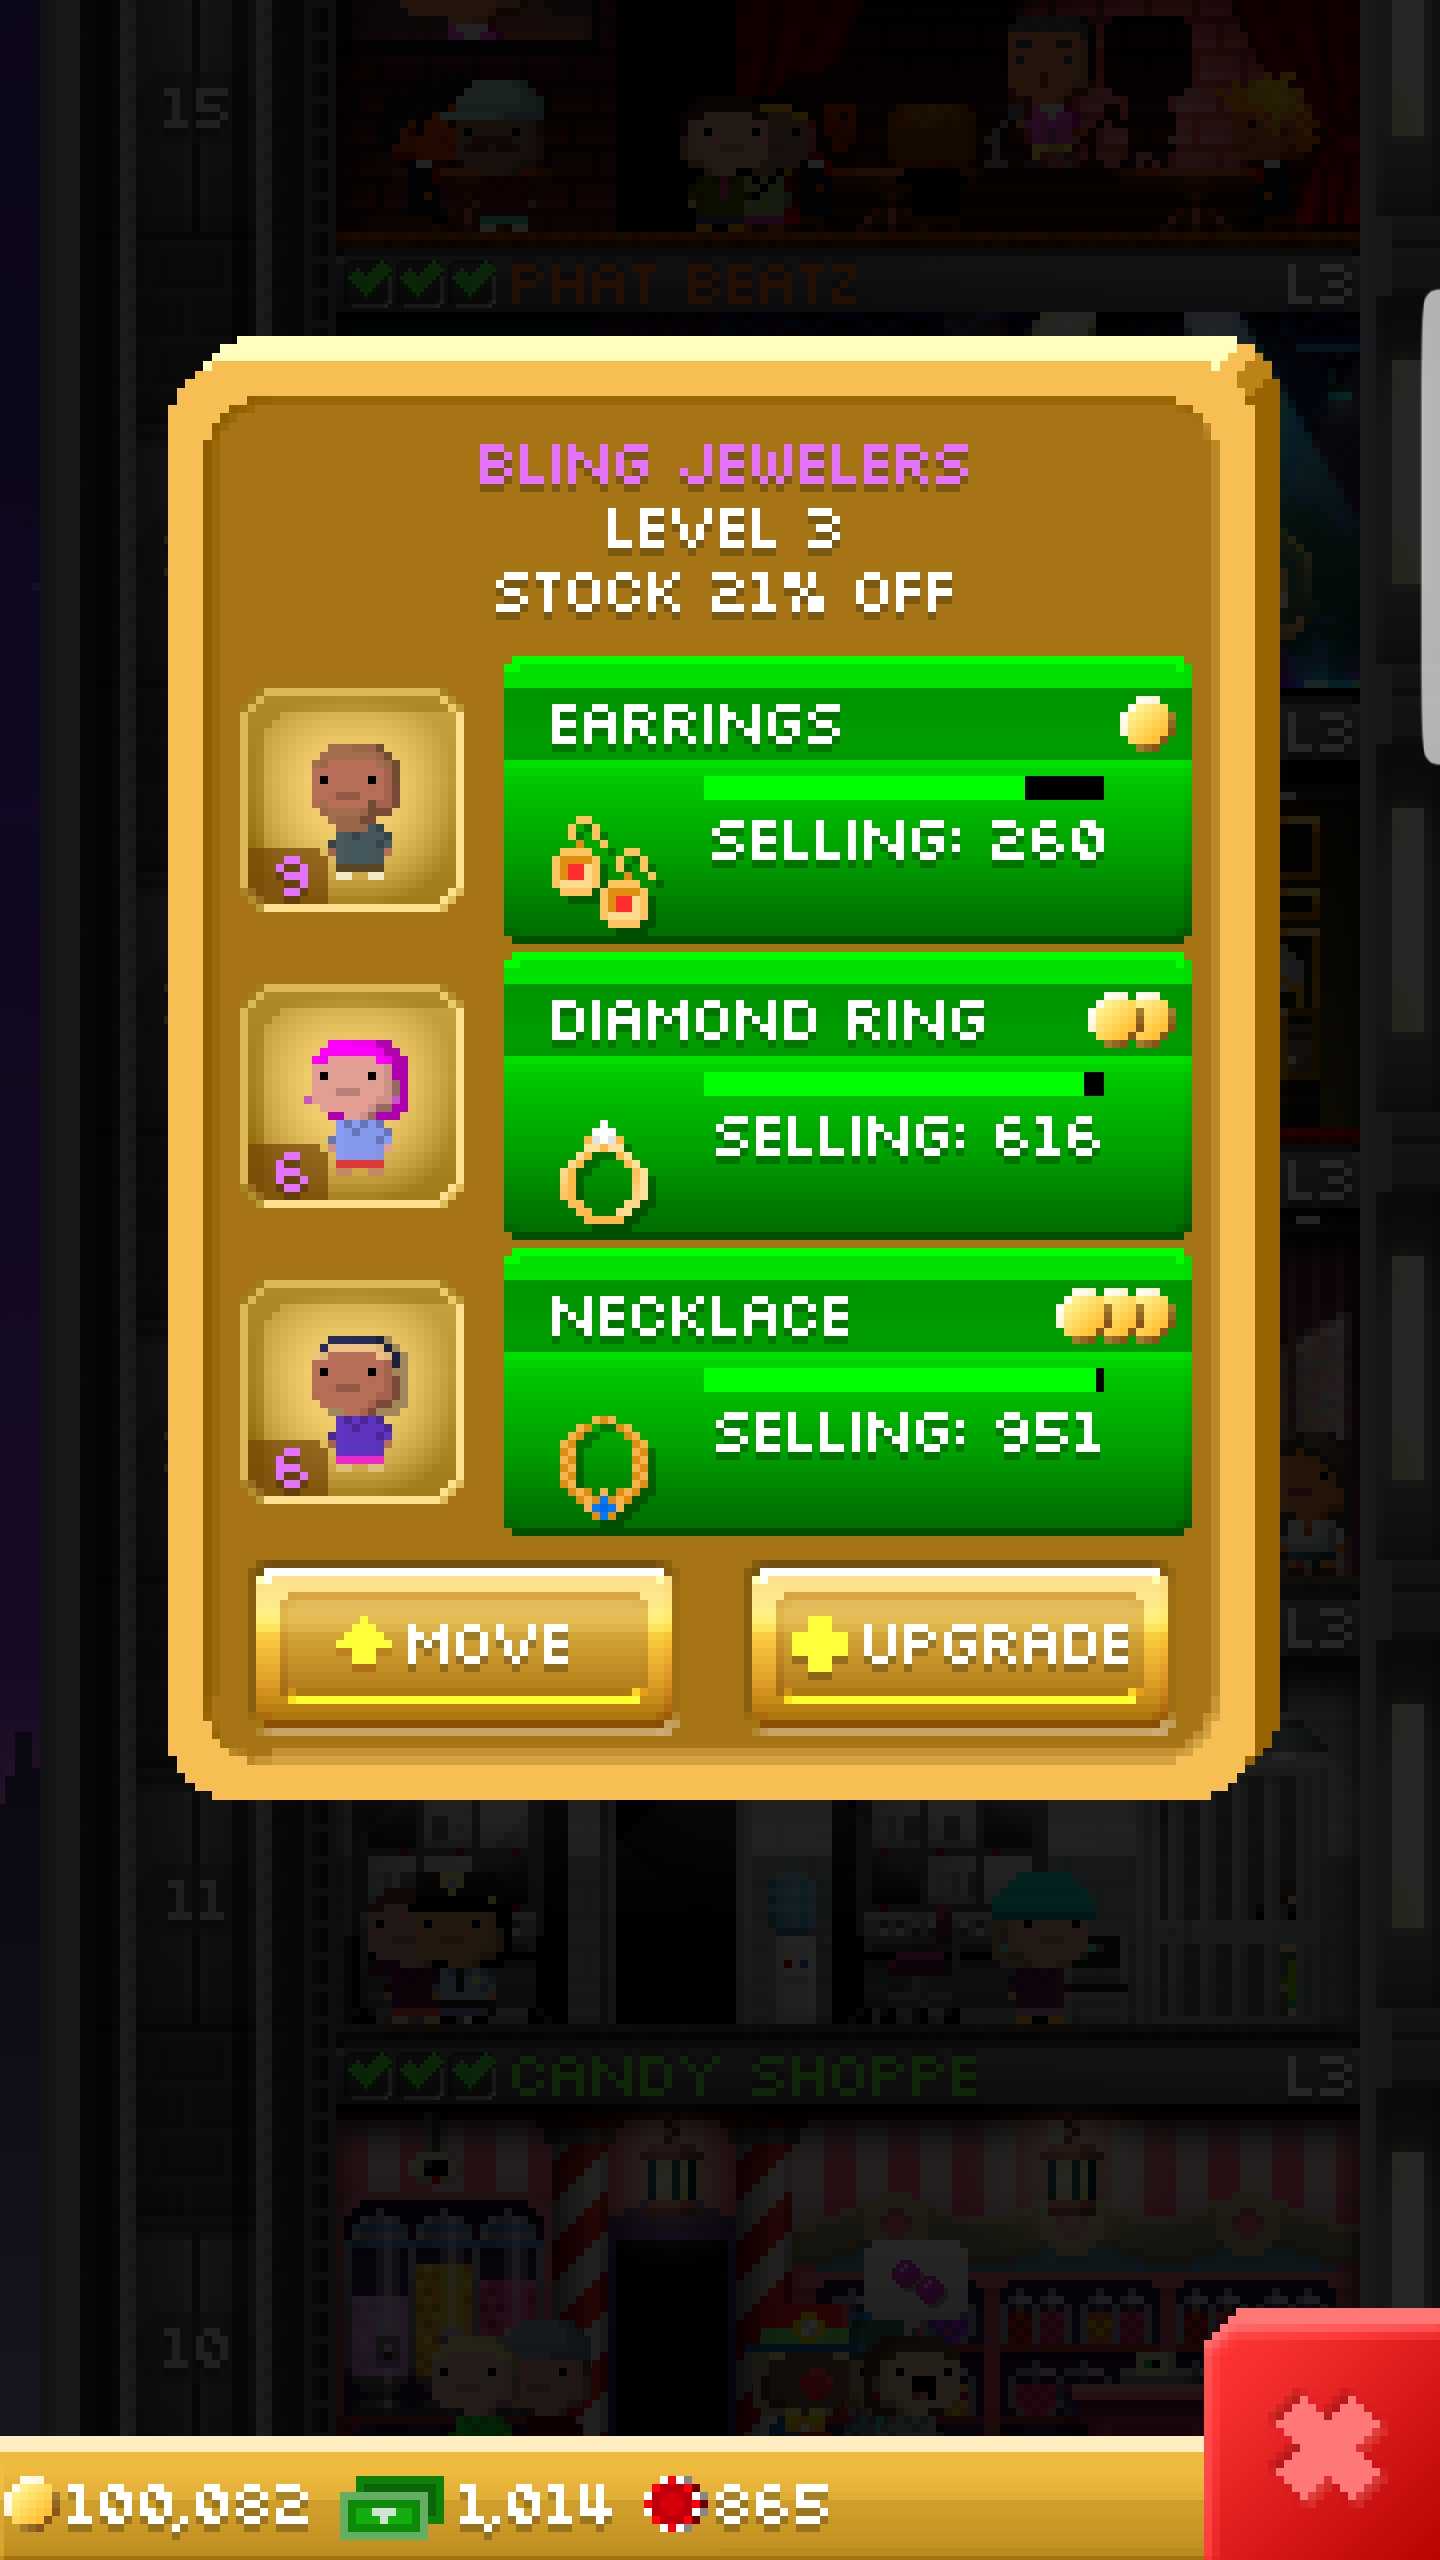 15
PHAT BEATZ L3
BLING JEWELERS
LEVEL 3
STOCK 21% OFF
EARRINGS
L3
SELLING: 260
9
DIAMOND RING
SELLING: 616
L3
6
NECKLACE
SELLING: 951
6
MOVE
UPGRADE
L3
11
CANDY SHOPPE L3
10
100,082 1,014 865